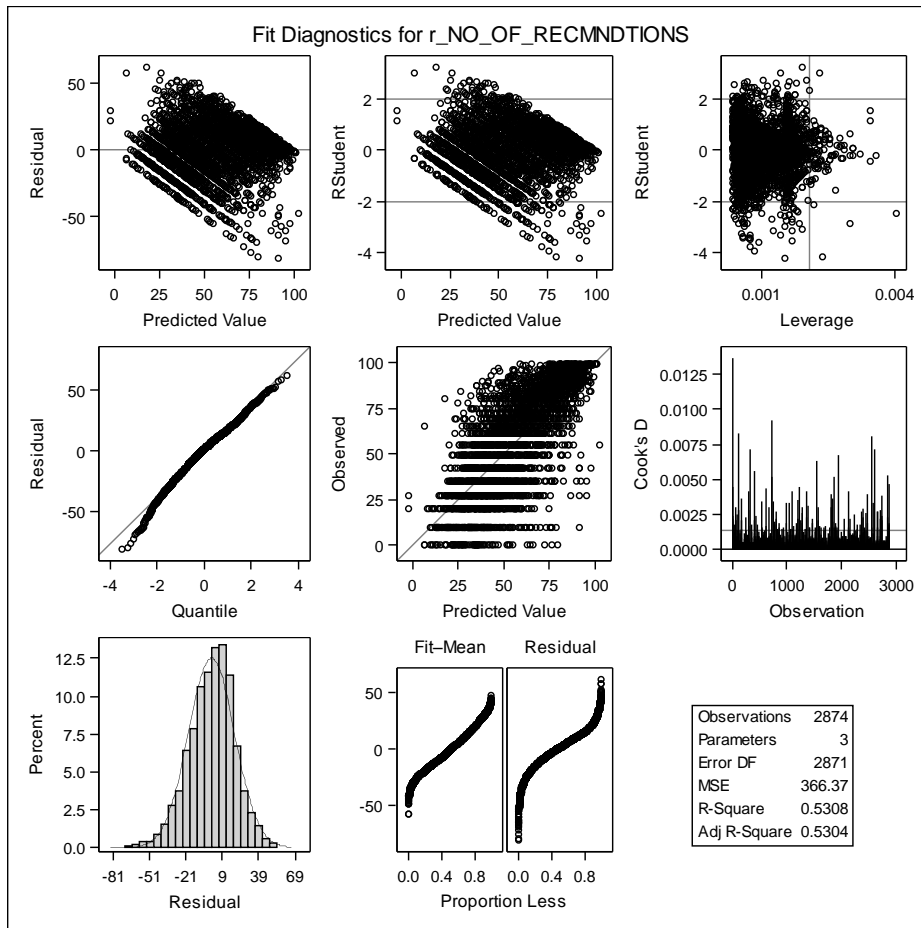 Fit Diagnostics for r_NO_OF_RECMNDTIONS
Residual
50
0
-50
0 25 50 75 100
Predicted Value
RStudent
2
0
-2
-4
0 25 50 75 100
Predicted Value
RStudent
2
0
-2
-4
0.001 0.004
Leverage
Residual
50
0
-50
-4 -2 0 2 4
Quantile
Observed
100
75
50
25
0
0 25 50 75 100
Predicted Value
Cook's D
0.0125
0.0100
0.0075
0.0050
0.0025
0.0000
0 1000 2000 3000
Observation
Percent
12.5
10.0
7.5
5.0
2.5
0.0
-81 -51 -21 9 39 69
Residual
Fit–Mean Residual
50
0
-50
0.0 0.4 0.8 0.0 0.4 0.8
Proportion Less
Observations 2874
Parameters 3
Error DF 2871
MSE 366.37
R-Square 0.5308
Adj R-Square 0.5304